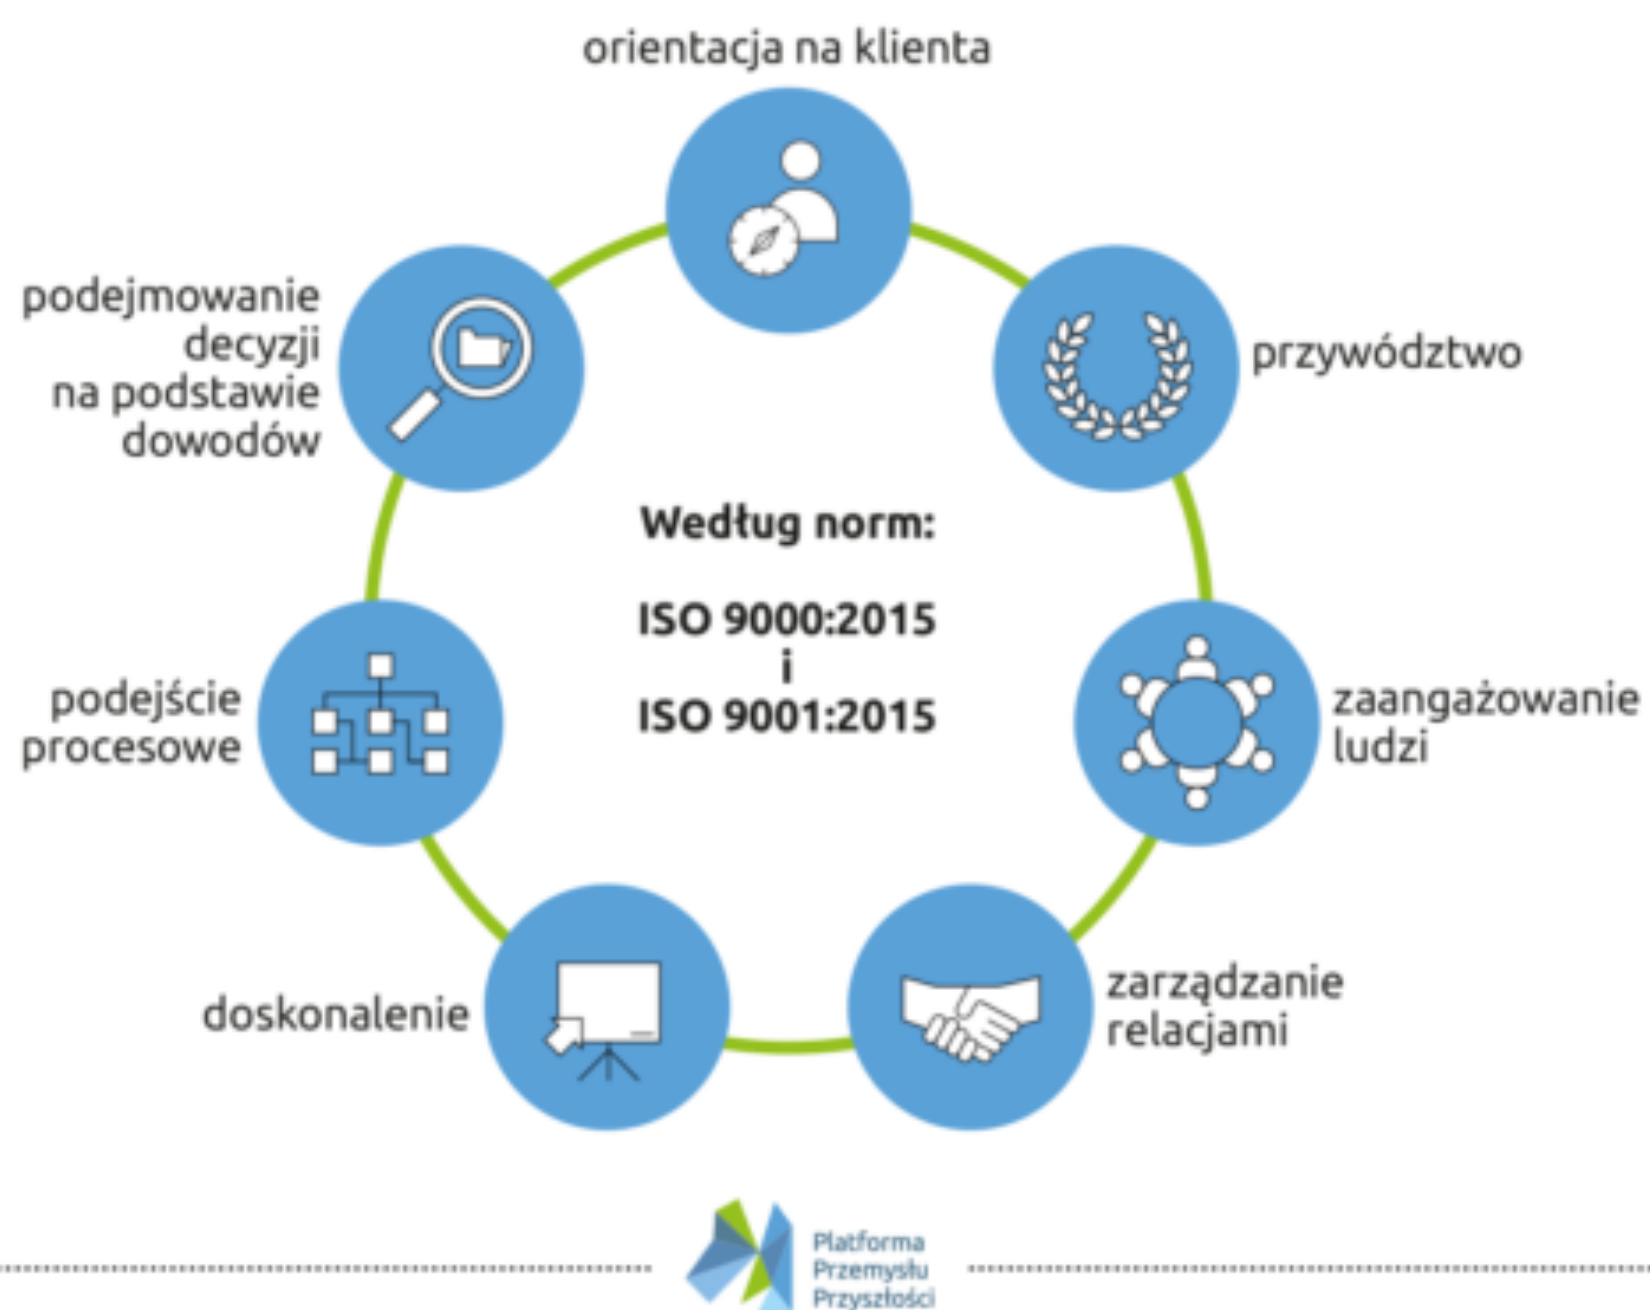 orientacja na klienta
przywództwo
zaangażowanie
ludzi
zarządzanie
relacjami
doskonalenie
podejście
procesowe
podejmowanie
decyzji
na podstawie
dowodów
Według norm:
ISO 9000:2015
i
ISO 9001:2015
Platforma
Przemysłu
Przyszłości